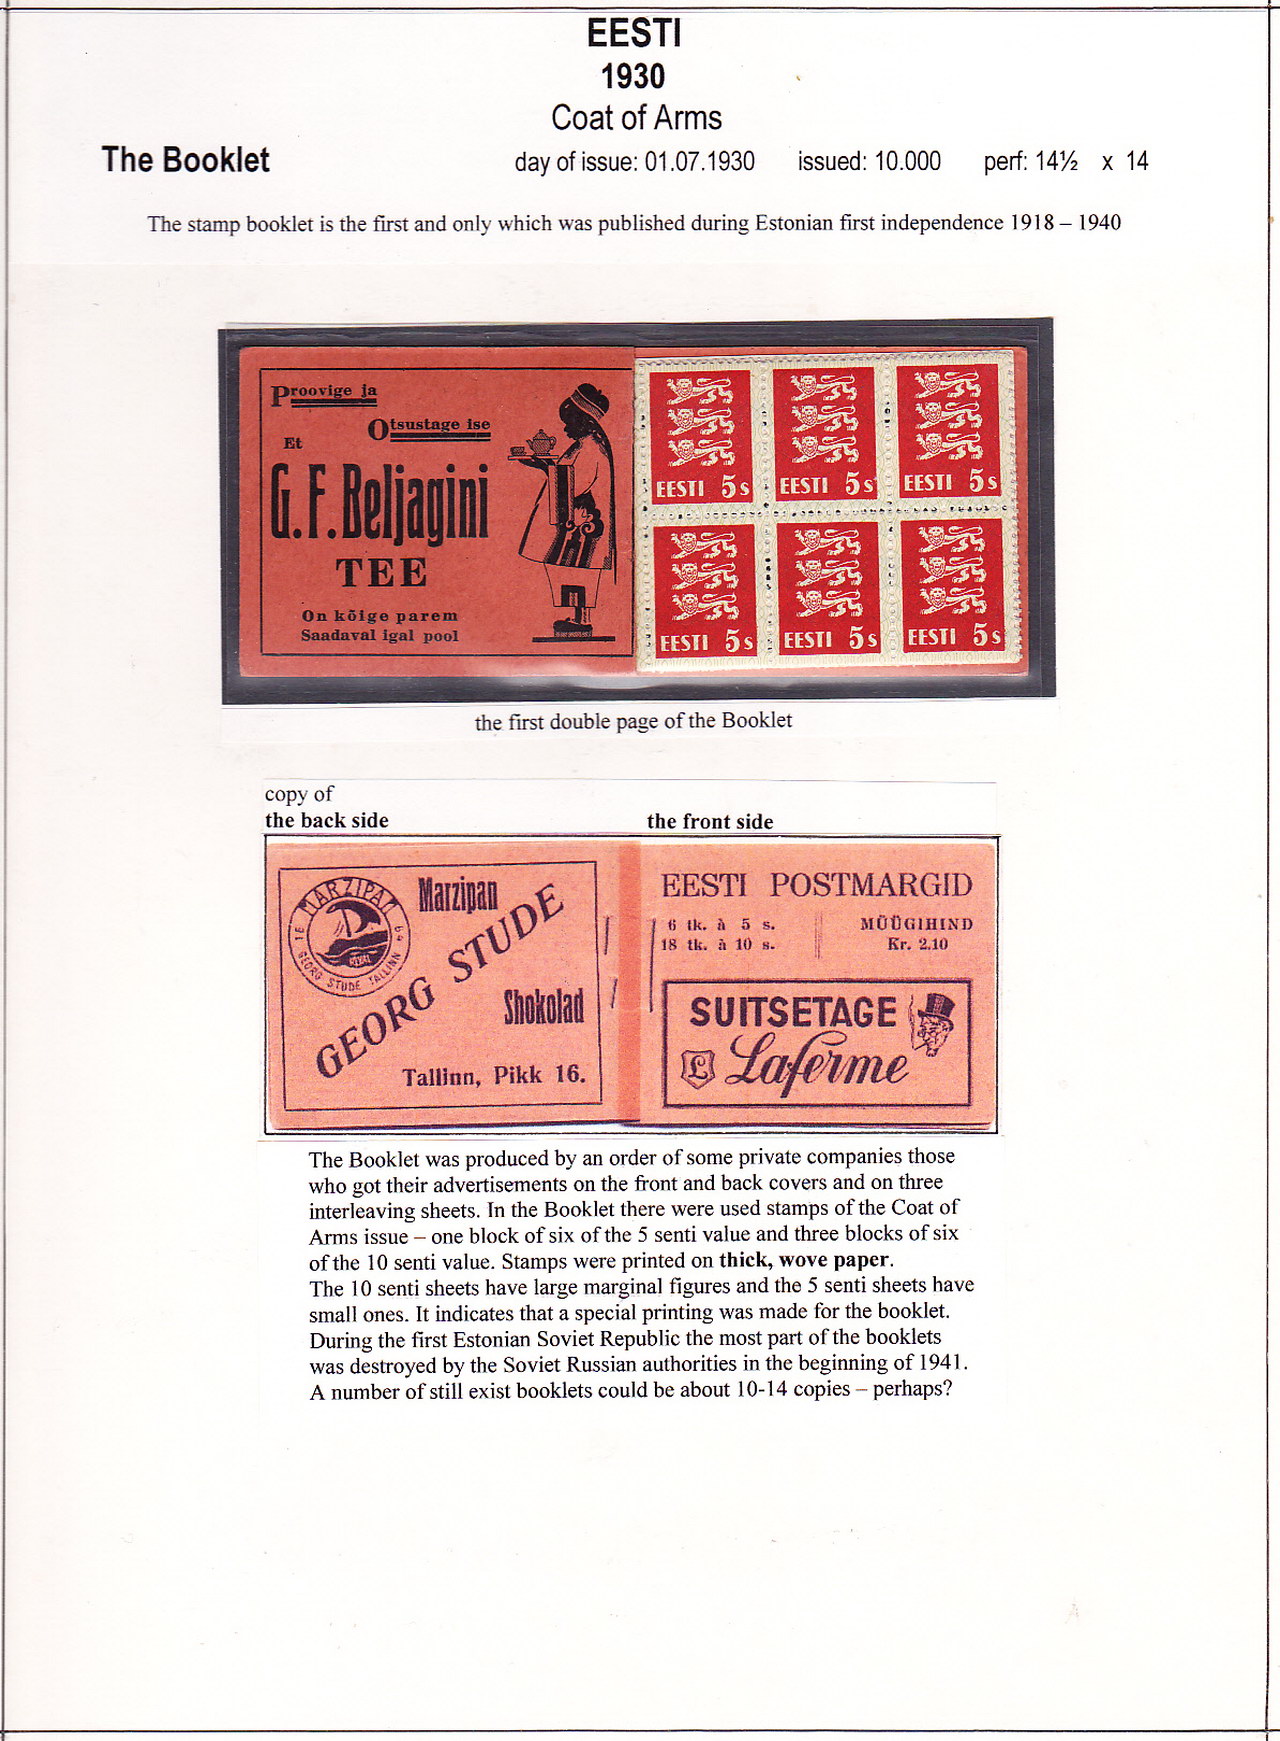 EESTI
1930
Coat of Arms
The Booklet day of issue: 01.07.1930 issued: 10.000 perf: 14½ x 14
The stamp booklet is the first and only which was published during Estonian first independence 1918 – 1940
Proovige ja
Otsustage ise
Et
G. F. Beljagini
TEE
On kõige parem
Saadaval igal pool
EESTI 5 s
EESTI 5 s
EESTI 5 s
EESTI 5 s
EESTI 5 s
EESTI 5 s
the first double page of the Booklet
copy of
the back side
the front side
MARZIPAN
18 64
REVAL
GEORG STUDE TALLINN
Marzipan
GEORG STUDE
Shokolad
Tallinn, Pikk 16.
EESTI POSTMARGID
6 tk. à 5 s.
18 tk. à 10 s.
MÜÜGIHIND
Kr. 2.10
SUITSETAGE
L Laferme
The Booklet was produced by an order of some private companies those
who got their advertisements on the front and back covers and on three
interleaving sheets. In the Booklet there were used stamps of the Coat of
Arms issue – one block of six of the 5 senti value and three blocks of six
of the 10 senti value. Stamps were printed on thick, wove paper.
The 10 senti sheets have large marginal figures and the 5 senti sheets have
small ones. It indicates that a special printing was made for the booklet.
During the first Estonian Soviet Republic the most part of the booklets
was destroyed by the Soviet Russian authorities in the beginning of 1941.
A number of still exist booklets could be about 10-14 copies – perhaps?